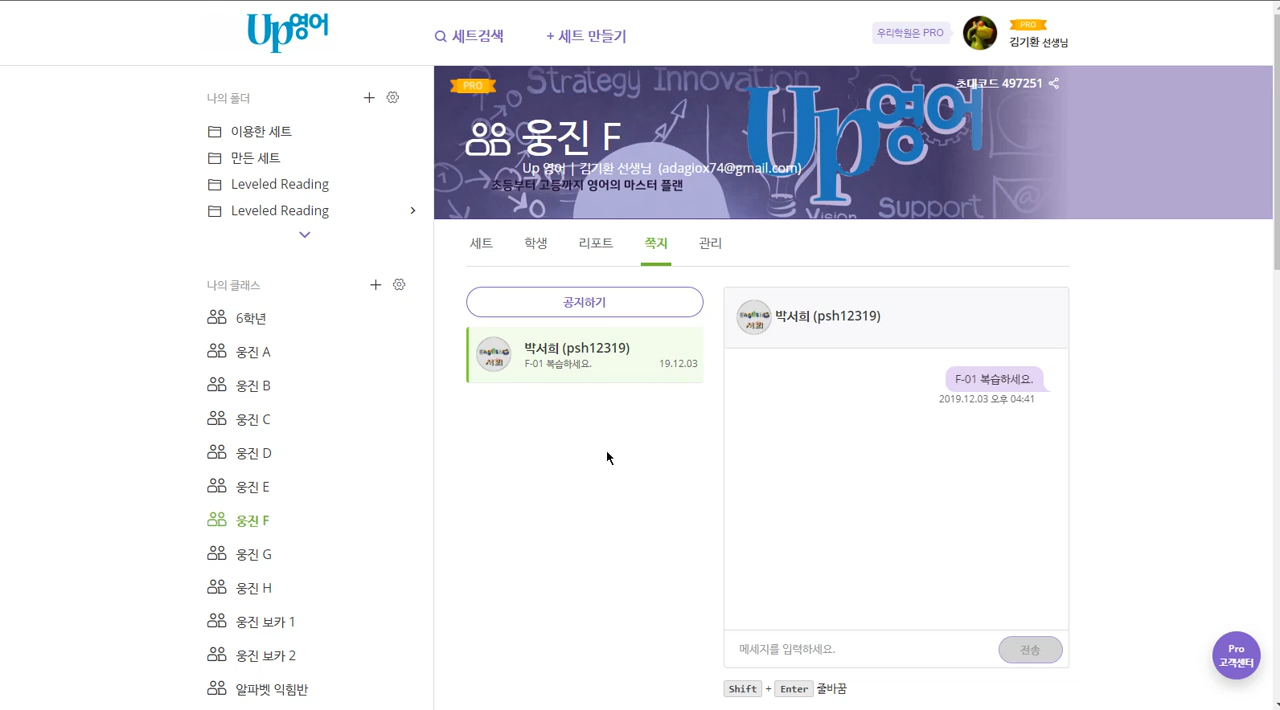 Up영어
세트검색
+ 세트 만들기
우리학원은 PRO
PRO
김기환 선생님
나의 폴더
이용한 세트
만든 세트
Leveled Reading
Leveled Reading
나의 클래스
6학년
웅진 A
웅진 B
웅진 C
웅진 D
웅진 E
웅진 F
웅진 G
웅진 H
웅진 보카 1
웅진 보카 2
알파벳 익힘반
PRO
Strategy Innovation
초대코드 497251
Up영어
웅진 F
Up 영어 | 김기환 선생님 (adagiox74@gmail.com)
초등부터 고등까지 영어의 마스터 플랜
Vision
Support
세트
학생
리포트
쪽지
관리
공지하기
박서희 (psh12319)
F-01 복습하세요.
19.12.03
박서희 (psh12319)
F-01 복습하세요.
2019.12.03 오후 04:41
메세지를 입력하세요.
전송
Shift + Enter 줄바꿈
Pro
고객센터